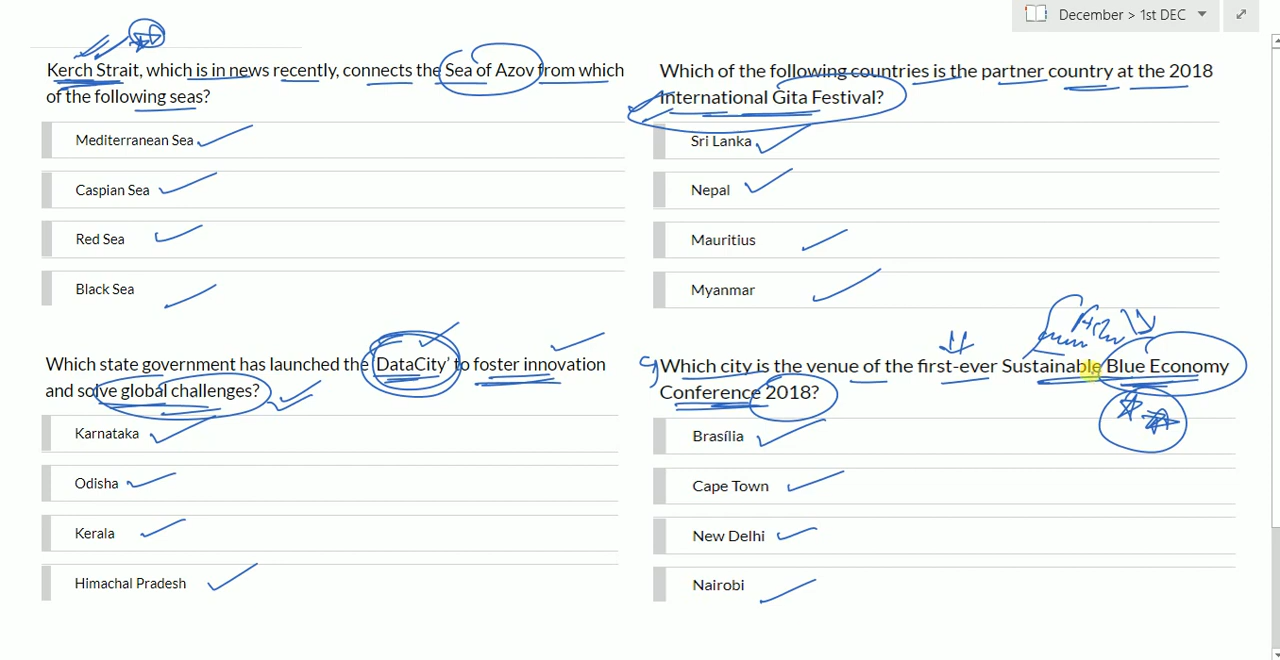 December > 1st DEC
Kerch Strait, which is in news recently, connects the Sea of Azov from which
of the following seas?
Mediterranean Sea
Caspian Sea
Red Sea
Black Sea
Which of the following countries is the partner country at the 2018
International Gita Festival?
Sri Lanka
Nepal
Mauritius
Myanmar
Which state government has launched the 'DataCity' to foster innovation
and solve global challenges?
Karnataka
Odisha
Kerala
Himachal Pradesh
Which city is the venue of the first-ever Sustainable Blue Economy
Conference 2018?
Brasília
Cape Town
New Delhi
Nairobi